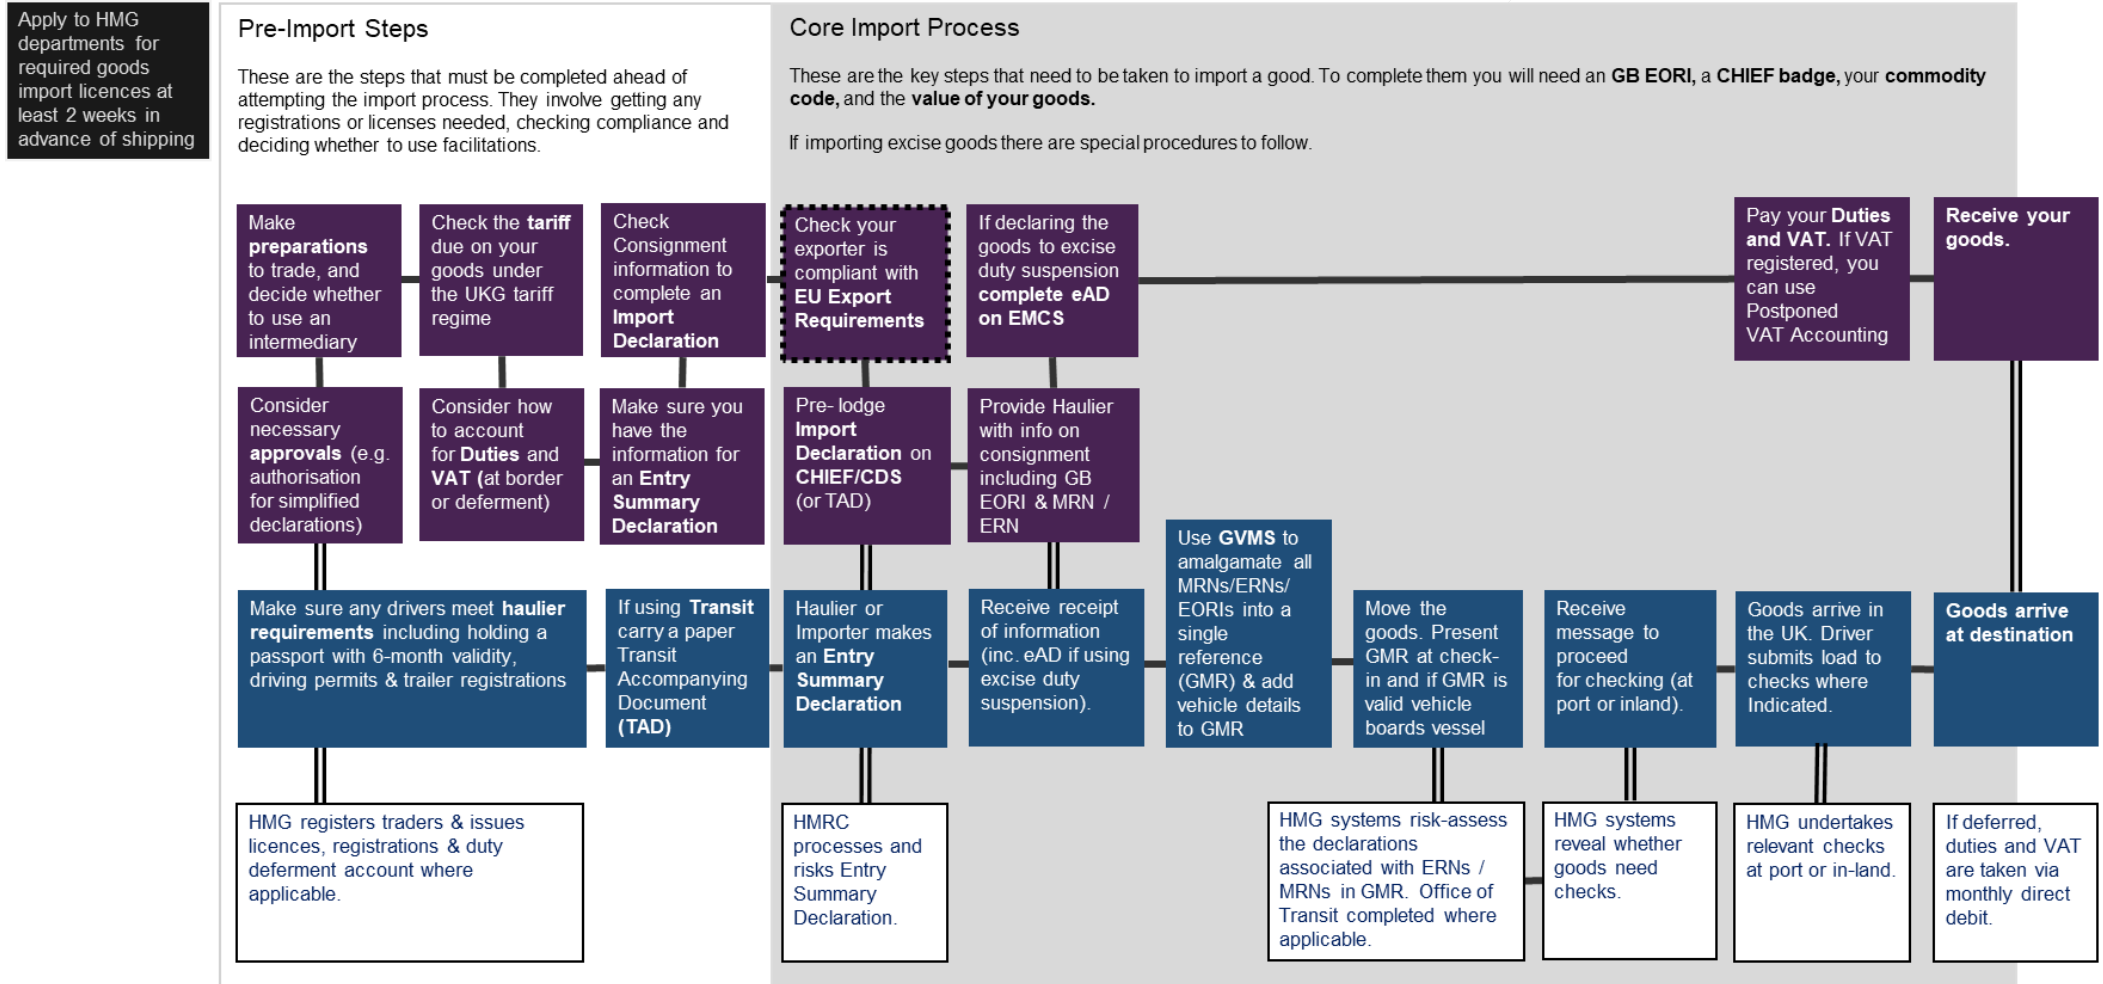 Apply to HMG
departments for
required goods
import licences at
least 2 weeks in
advance of shipping
Pre-Import Steps
These are the steps that must be completed ahead of
attempting the import process. They involve getting any
registrations or licenses needed, checking compliance and
deciding whether to use facilitations.
Core Import Process
These are the key steps that need to be taken to import a good. To complete them you will need an GB EORI, a CHIEF badge, your commodity
code, and the value of your goods.
If importing excise goods there are special procedures to follow.
Make
preparations
to trade, and
decide whether
to use an
intermediary
Check the tariff
due on your
goods under
the UKG tariff
regime
Check
Consignment
information to
complete an
Import
Declaration
Check your
exporter is
compliant with
EU Export
Requirements
If declaring the
goods to excise
duty suspension
complete eAD
on EMCS
Pay your Duties
and VAT. If VAT
registered, you
can use
Postponed
VAT Accounting
Receive your
goods.
Consider
necessary
approvals (e.g.
authorisation
for simplified
declarations)
Consider how
to account
for Duties and
VAT (at border
or deferment)
Make sure you
have the
information for
an Entry
Summary
Declaration
Pre- lodge
Import
Declaration on
CHIEF/CDS
(or TAD)
Provide Haulier
with info on
consignment
including GB
EORI & MRN /
ERN
Make sure any drivers meet haulier
requirements including holding a
passport with 6-month validity,
driving permits & trailer registrations
If using Transit
carry a paper
Transit
Accompanying
Document
(TAD)
Haulier or
Importer makes
an Entry
Summary
Declaration
Receive receipt
of information
(inc. eAD if using
excise duty
suspension).
Use GVMS to
amalgamate all
MRNs/ERNs/
EORIs into a
single
reference
(GMR) & add
vehicle details
to GMR
Move the
goods. Present
GMR at check-
in and if GMR is
valid vehicle
boards vessel
Receive
message to
proceed
for checking (at
port or inland).
Goods arrive in
the UK. Driver
submits load to
checks where
Indicated.
Goods arrive
at destination
HMG registers traders & issues
licences, registrations & duty
deferment account where
applicable.
HMRC
processes and
risks Entry
Summary
Declaration.
HMG systems risk-assess
the declarations
associated with ERNs /
MRNs in GMR. Office of
Transit completed where
applicable.
HMG systems
reveal whether
goods need
checks.
HMG undertakes
relevant checks
at port or in-land.
If deferred,
duties and VAT
are taken via
monthly direct
debit.